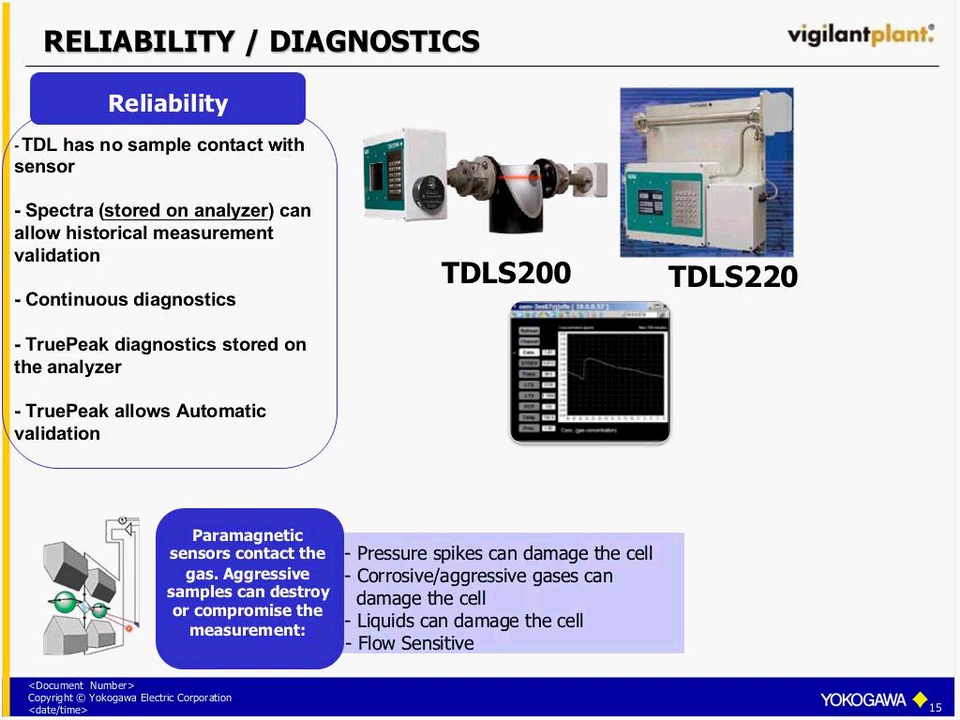 RELIABILITY / DIAGNOSTICS
vigilantplant.®
Reliability
- TDL has no sample contact with
sensor
- Spectra (stored on analyzer) can
allow historical measurement
validation
- Continuous diagnostics
- TruePeak diagnostics stored on
the analyzer
- TruePeak allows Automatic
validation
TDLS200
TDLS220
Paramagnetic
sensors contact the
gas. Aggressive
samples can destroy
or compromise the
measurement:
- Pressure spikes can damage the cell
- Corrosive/aggressive gases can
damage the cell
- Liquids can damage the cell
- Flow Sensitive
<Document Number>
Copyright © Yokogawa Electric Corporation
<date/time>
YOKOGAWA
15